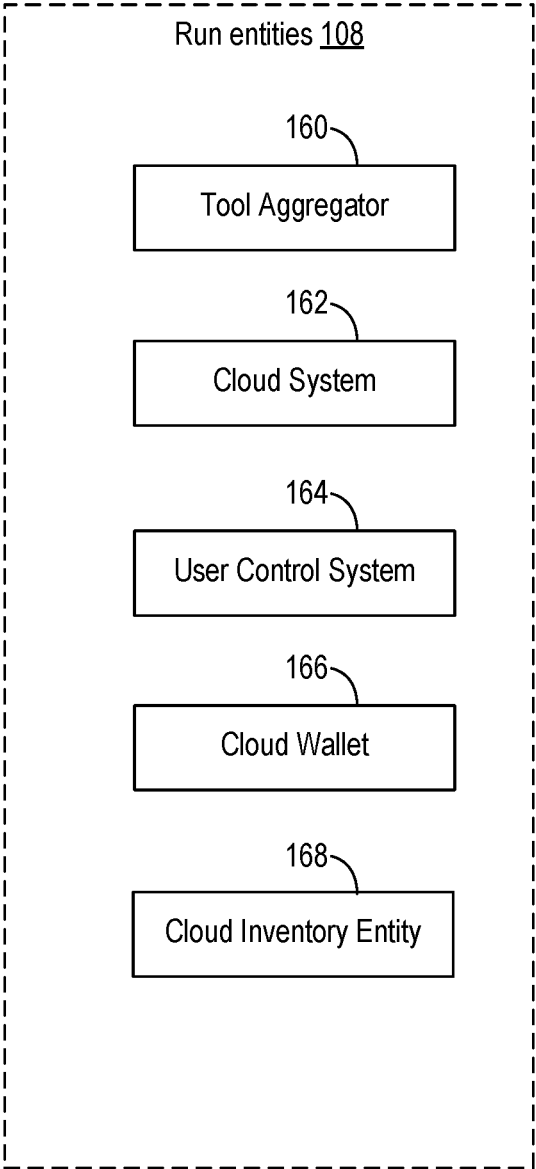 Run entities 108
160
Tool Aggregator
162
Cloud System
164
User Control System
166
Cloud Wallet
168
Cloud Inventory Entity